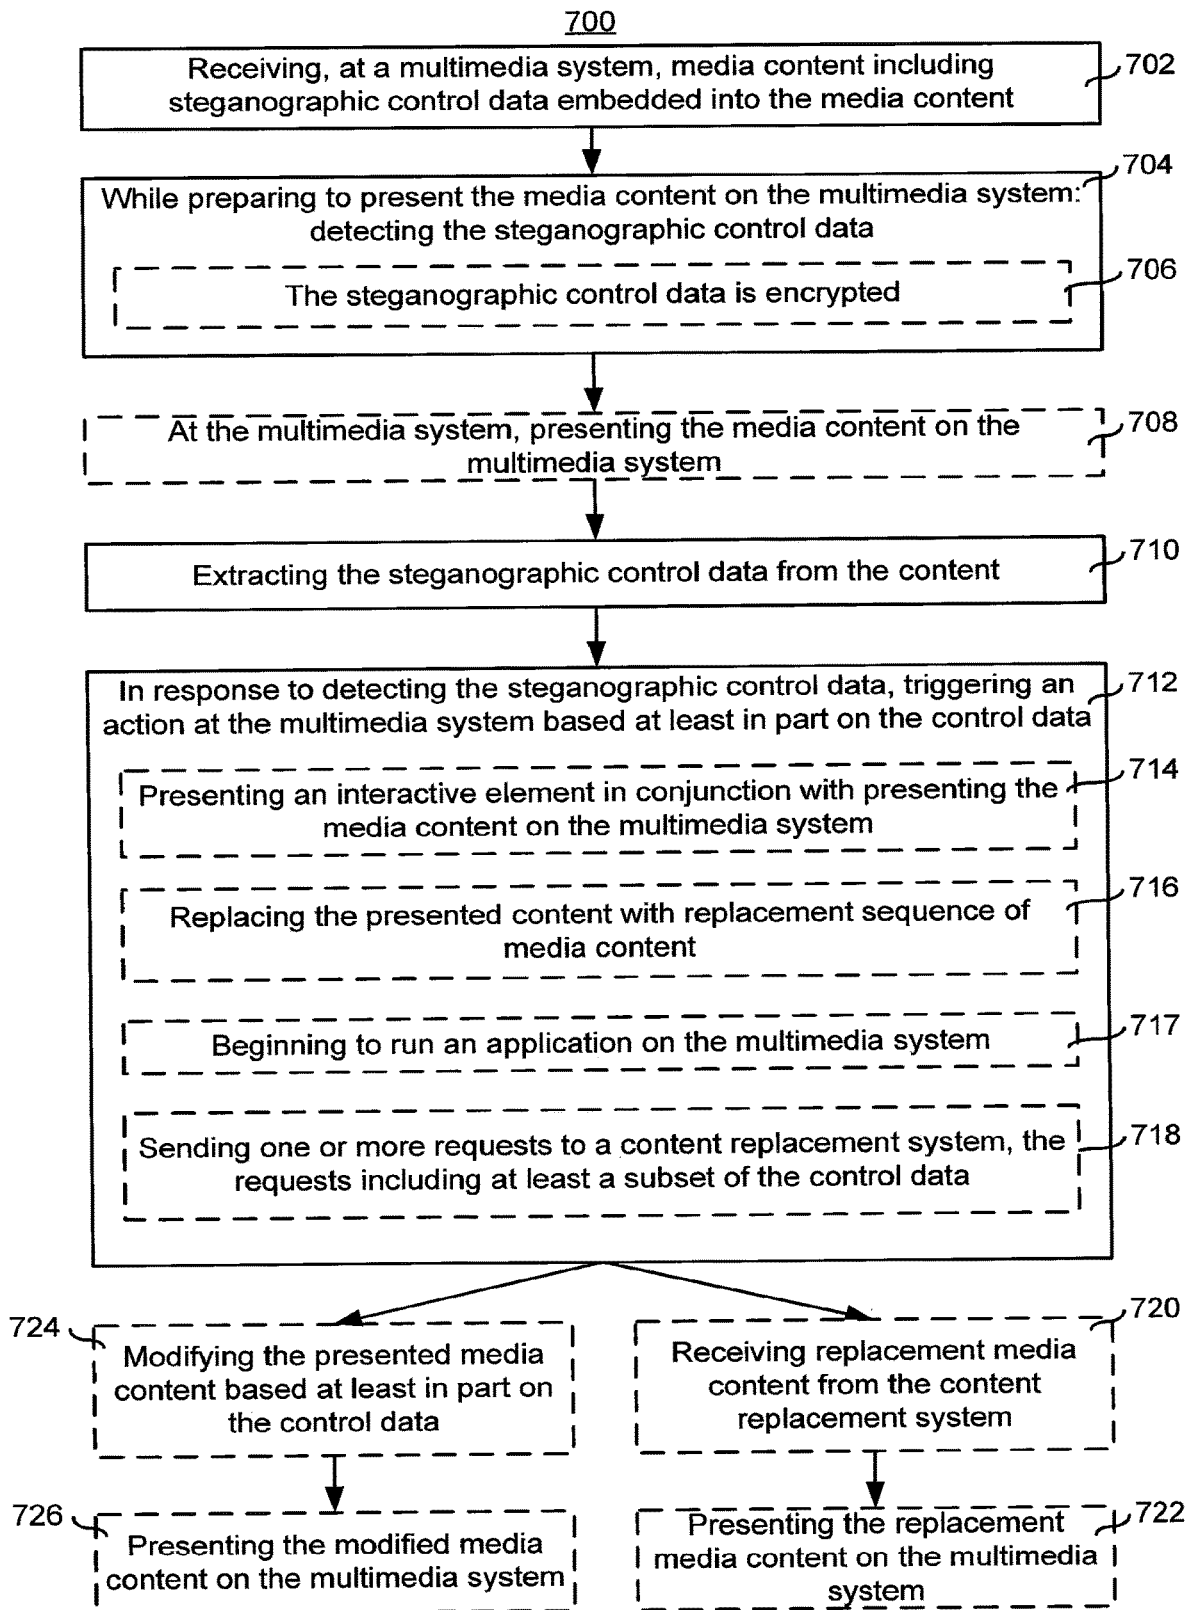 700
Receiving, at a multimedia system, media content including
steganographic control data embedded into the media content
702
704
While preparing to present the media content on the multimedia system:
detecting the steganographic control data
The steganographic control data is encrypted
706
At the multimedia system, presenting the media content on the
multimedia system
708
Extracting the steganographic control data from the content
710
In response to detecting the steganographic control data, triggering an
action at the multimedia system based at least in part on the control data
712
Presenting an interactive element in conjunction with presenting the
media content on the multimedia system
714
Replacing the presented content with replacement sequence of
media content
716
Beginning to run an application on the multimedia system
717
Sending one or more requests to a content replacement system, the
requests including at least a subset of the control data
718
724
Modifying the presented media
content based at least in part on
the control data
720
Receiving replacement media
content from the content
replacement system
726
Presenting the modified media
content on the multimedia system
722
Presenting the replacement
media content on the multimedia
system